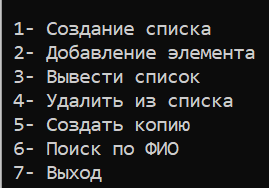 1- Создание списка
2- Добавление элемента
3- Вывести список
4- Удалить из списка
5- Создать копию
6- Поиск по ФИО
7- Выход